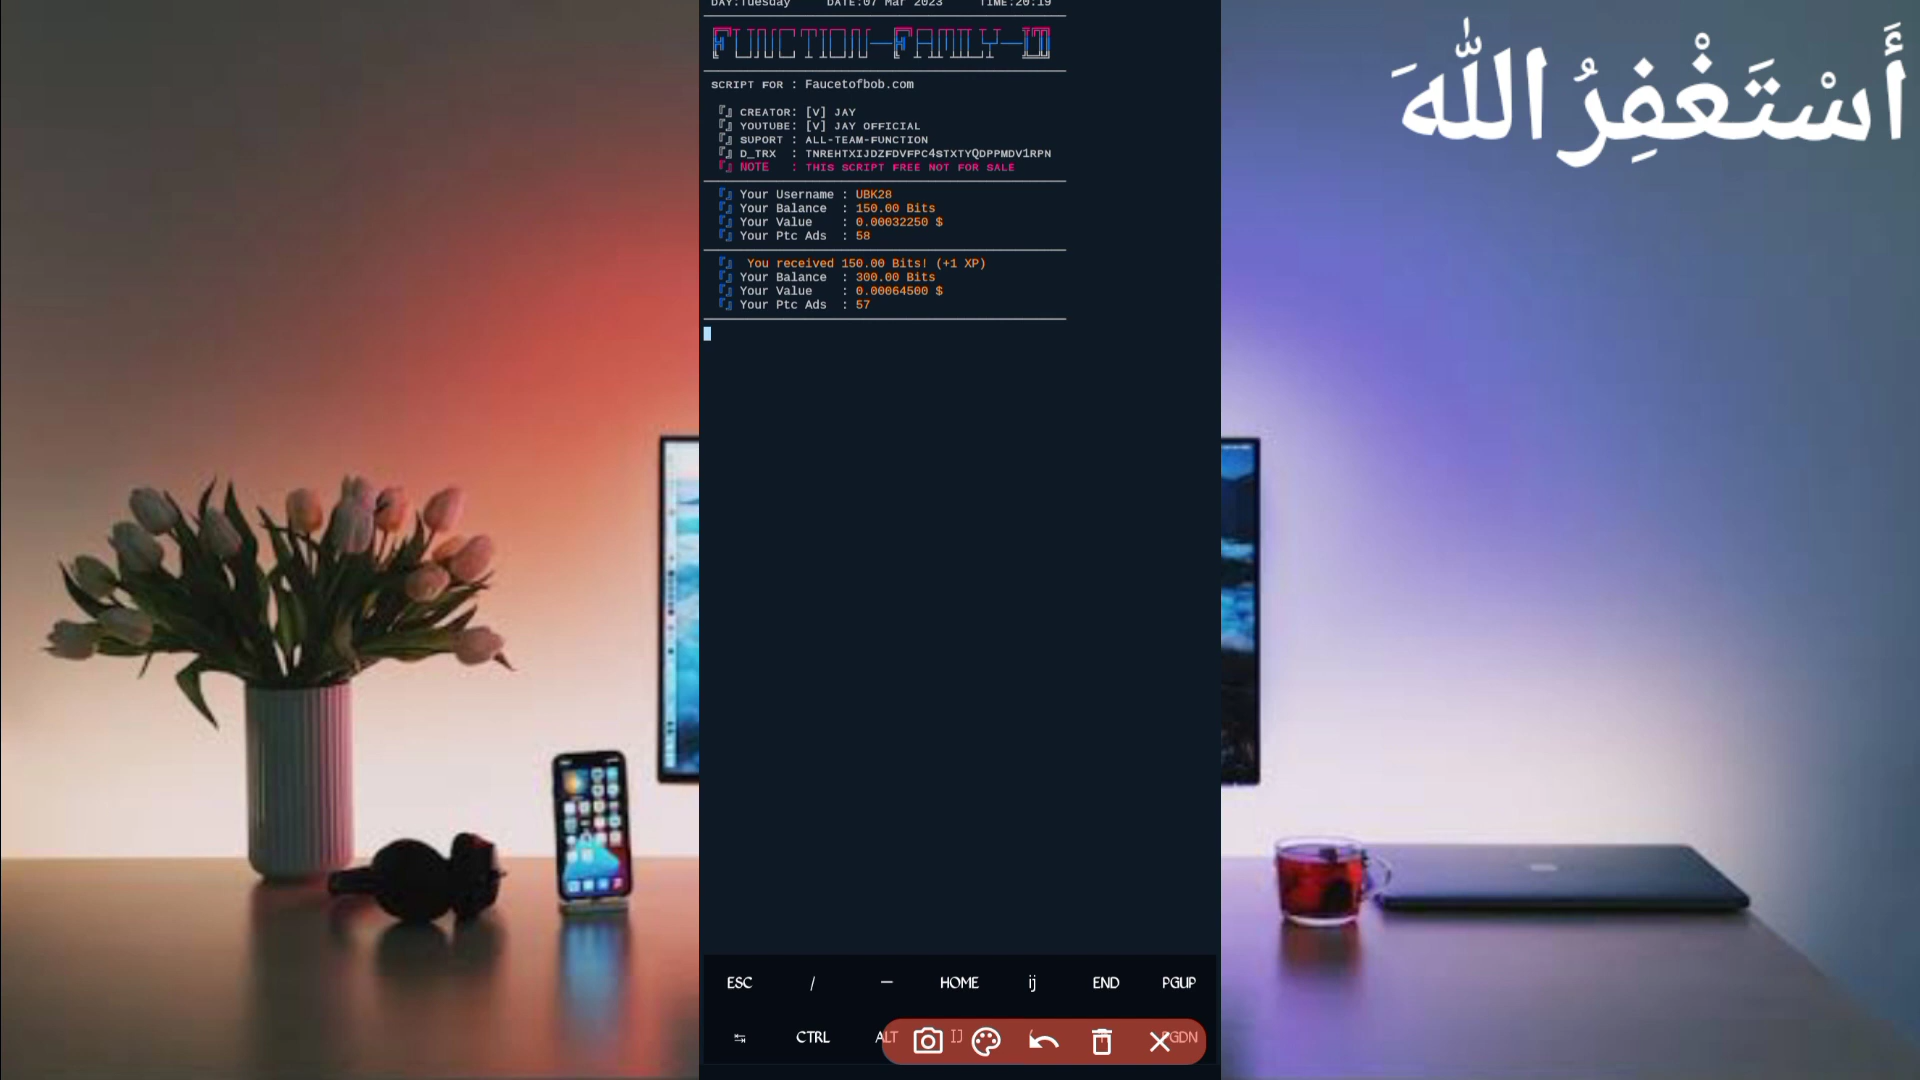 DAY:Tuesday DATE:07 Mar 2023 TIME:20:19
FUNCTION-FAMILY-ID
أَسْتَغْفِرُ اللّٰهَ
SCRIPT FOR : Faucetofbob.com
『』 CREATOR: [V] JAY
『』 YOUTUBE: [V] JAY OFFICIAL
『』 SUPORT : ALL-TEAM-FUNCTION
『』 D_TRX : TNREHTXIJDZFDVFPC4STXTYQDPPMDV1RPN
『』 NOTE : THIS SCRIPT FREE NOT FOR SALE
『』 Your Username : UBK28
『』 Your Balance : 150.00 Bits
『』 Your Value : 0.00032250 $
『』 Your Ptc Ads : 58
『』 You received 150.00 Bits! (+1 XP)
『』 Your Balance : 300.00 Bits
『』 Your Value : 0.00064500 $
『』 Your Ptc Ads : 57
ESC / — HOME ij END PGUP
CTRL ALT IJ PGDN